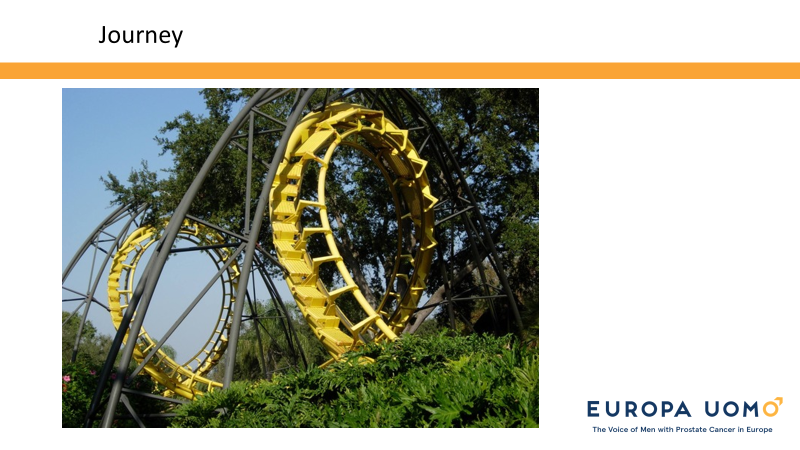 Journey
EUROPA UOMO
The Voice of Men with Prostate Cancer in Europe